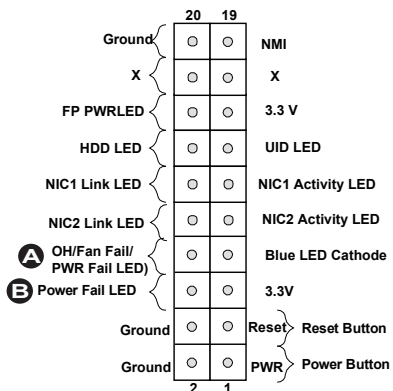 20 19
Ground NMI
X X
FP PWRLED 3.3 V
HDD LED UID LED
NIC1 Link LED NIC1 Activity LED
NIC2 Link LED NIC2 Activity LED
A OH/Fan Fail/
PWR Fail LED) Blue LED Cathode
B Power Fail LED 3.3V
Ground Reset Reset Button
Ground PWR Power Button
2 1